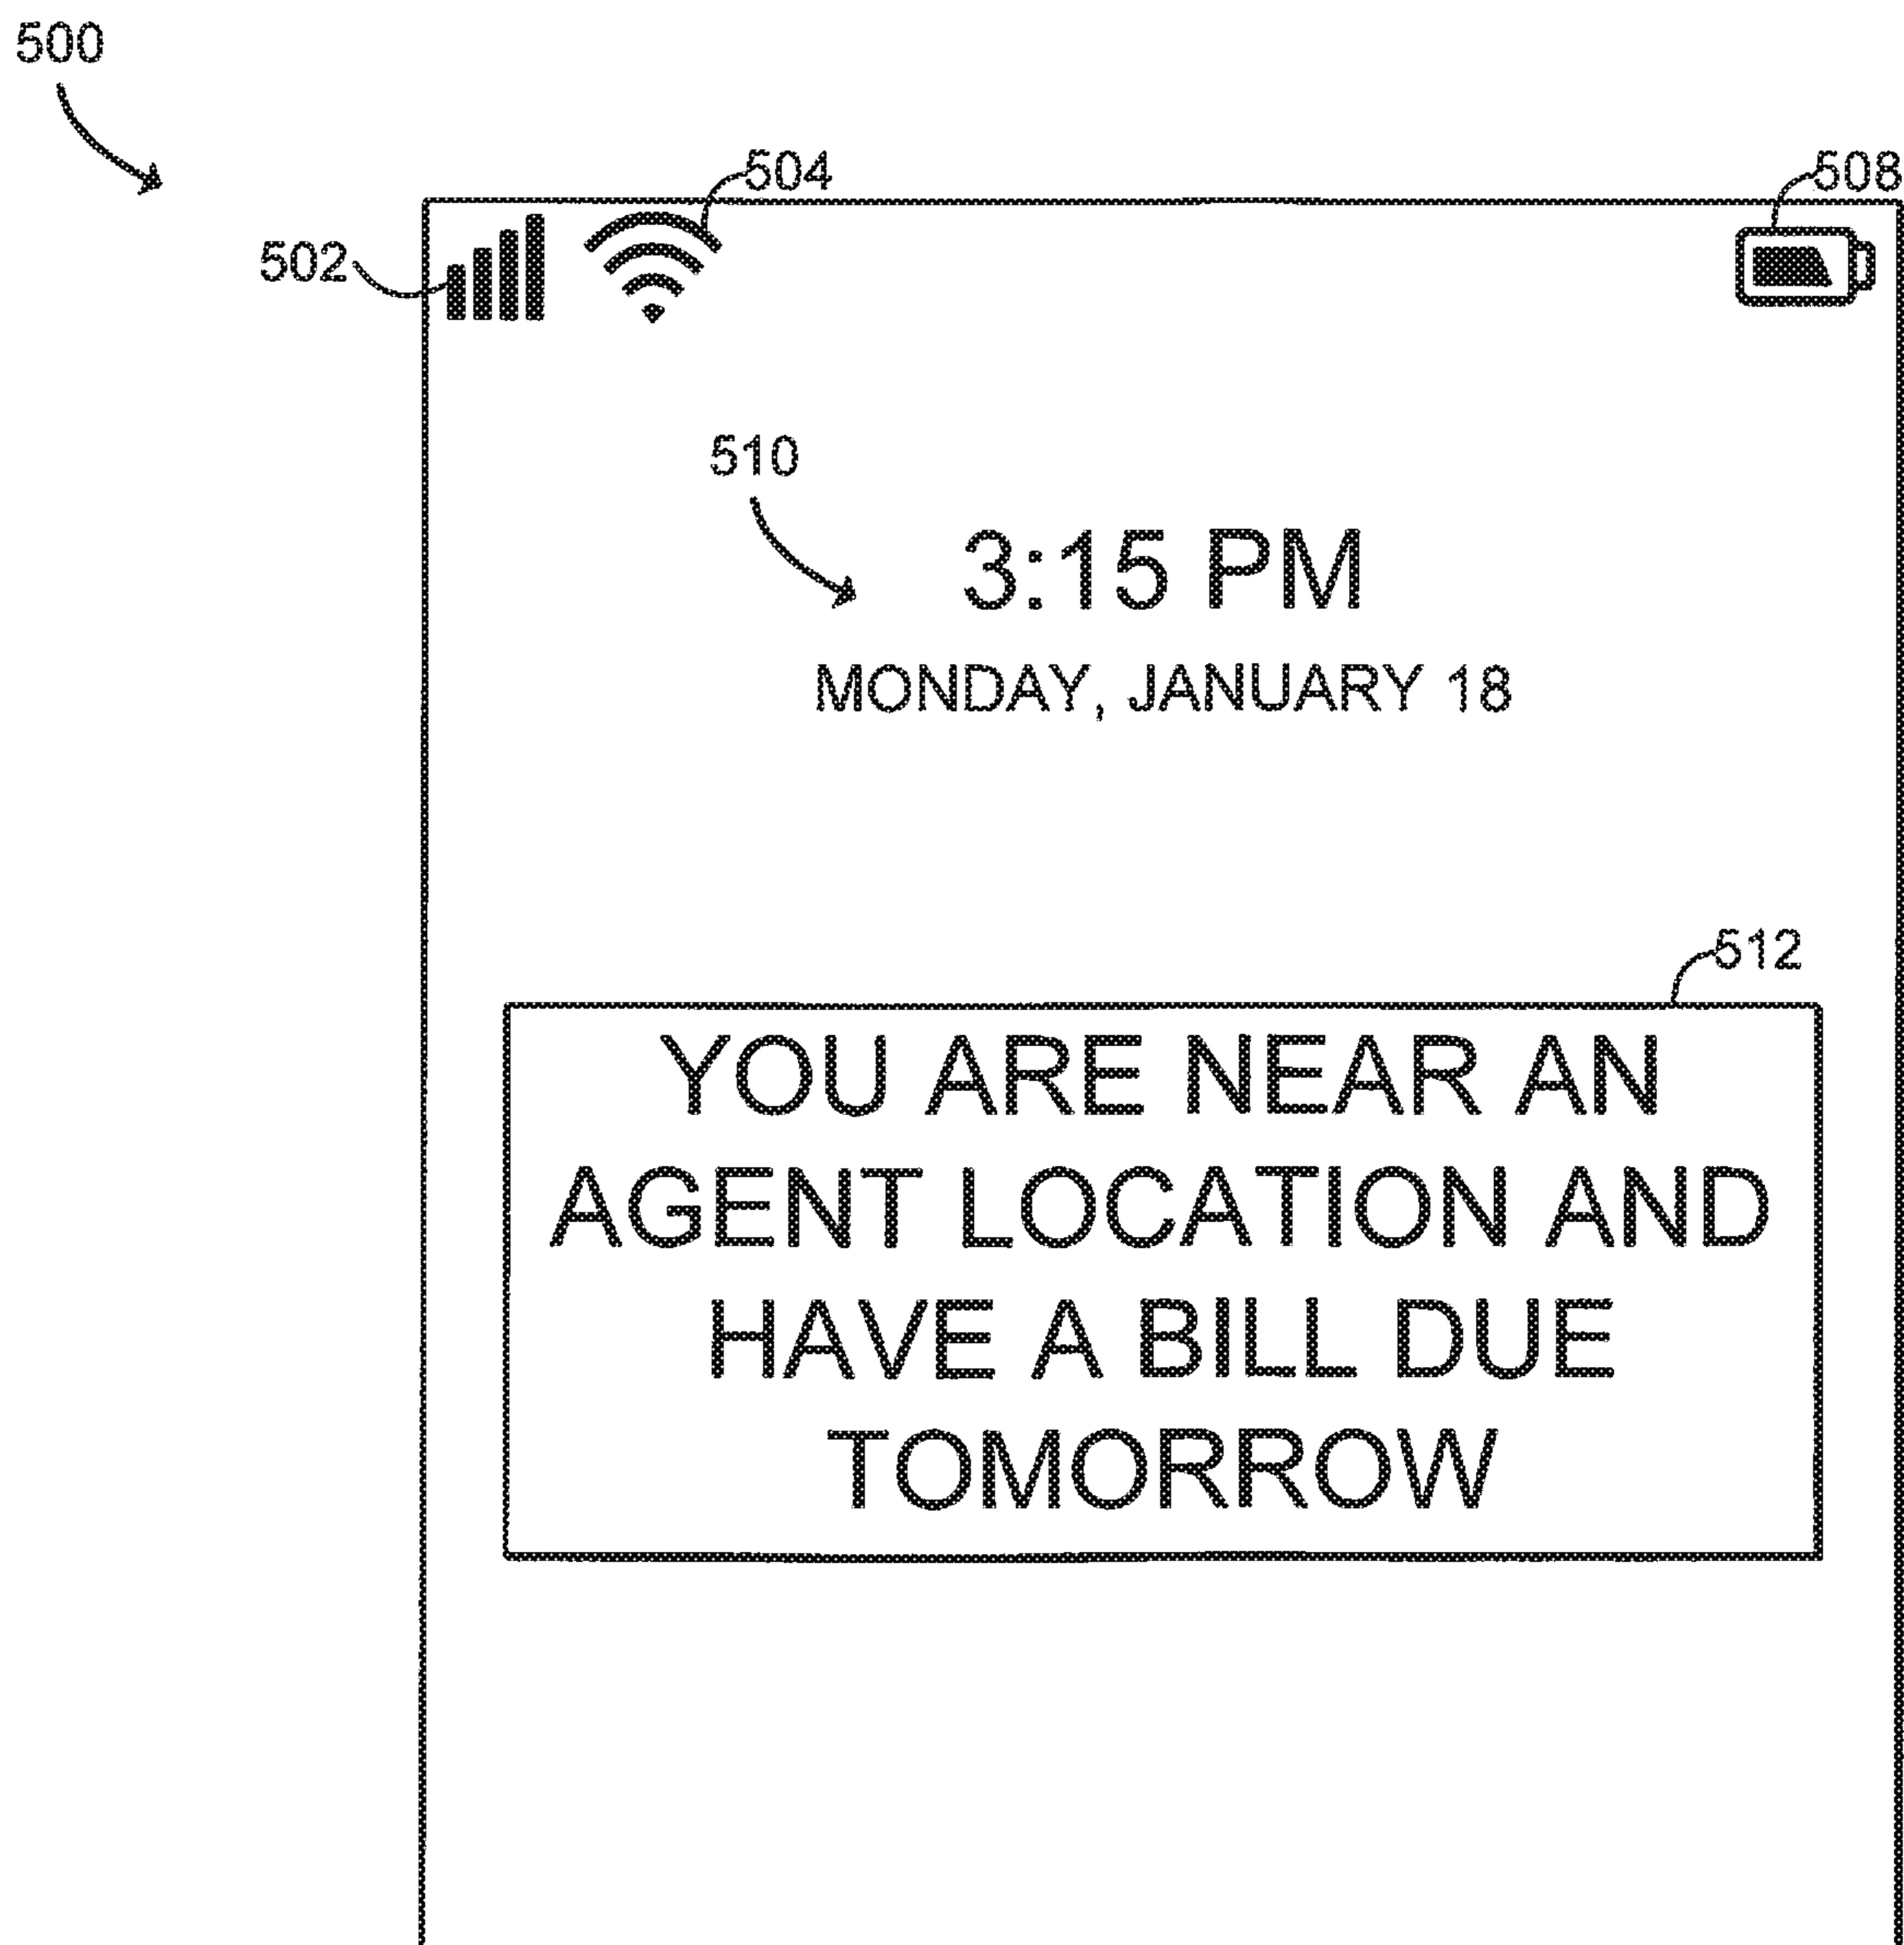 500
504
508
502
510
3:15 PM
MONDAY, JANUARY 18
512
YOU ARE NEAR AN
AGENT LOCATION AND
HAVE A BILL DUE
TOMORROW